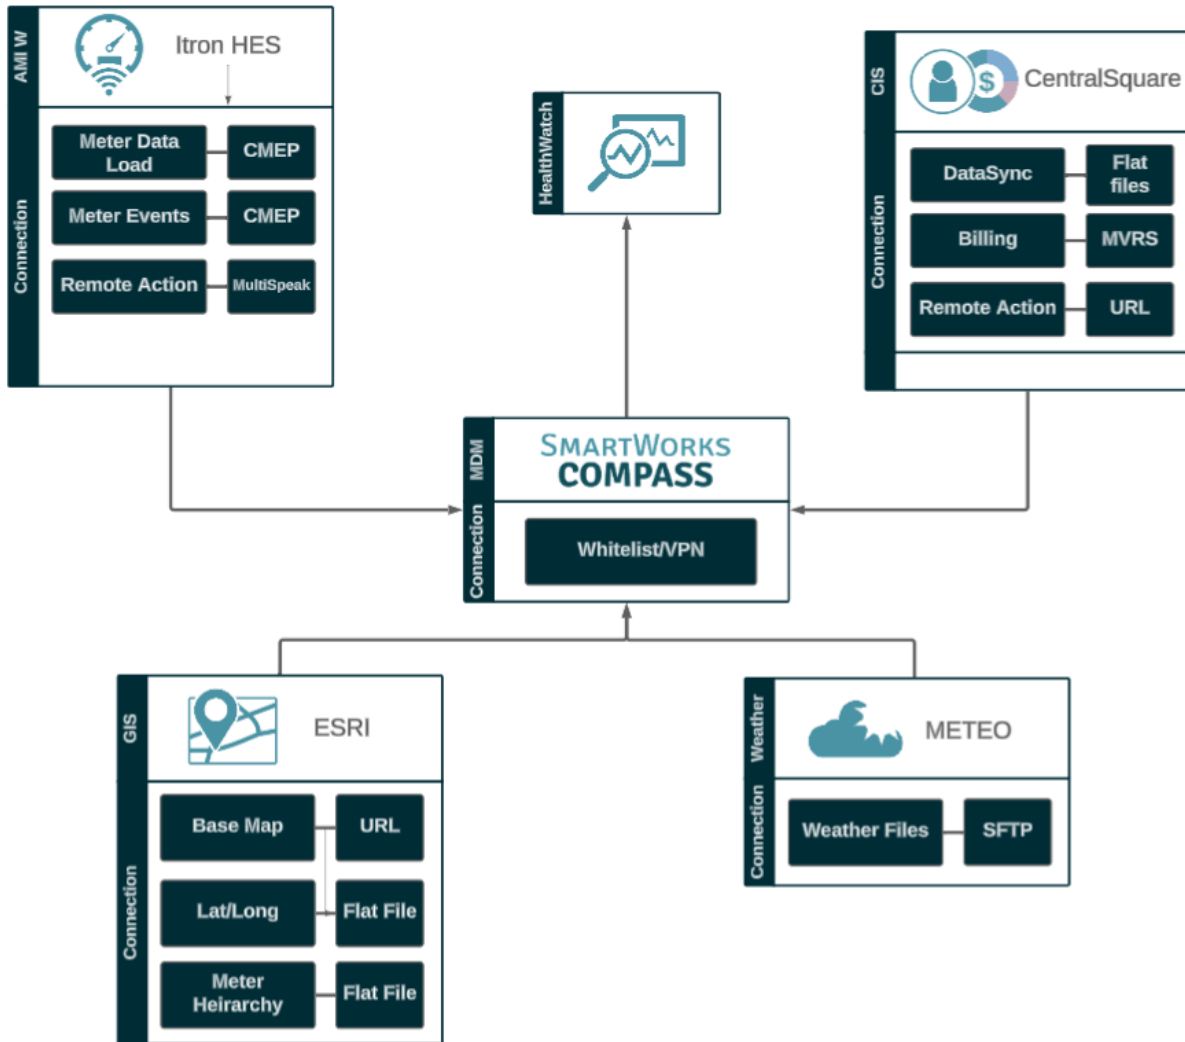 AMI W
Itron HES
Connection
Meter Data
Load
CMEP
Meter Events
CMEP
Remote Action
MultiSpeak
HealthWatch
CIS
$
CentralSquare
Connection
DataSync
Flat
files
Billing
MVRS
Remote Action
URL
MDM
SMARTWORKS
COMPASS
Connection
Whitelist/VPN
GIS
ESRI
Connection
Base Map
URL
Lat/Long
Flat File
Meter
Heirarchy
Flat File
Weather
METEO
Connection
Weather Files
SFTP